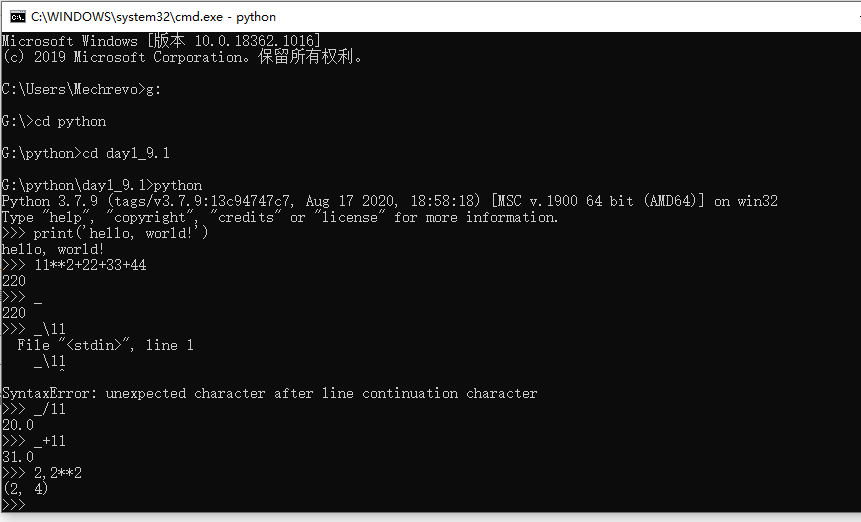 C:\WINDOWS\system32\cmd.exe - python
Microsoft Windows [版本 10.0.18362.1016]
(c) 2019 Microsoft Corporation。保留所有权利。
C:\Users\Mechrevo>g:
G:\>cd python
G:\python>cd day1_9.1
G:\python\day1_9.1>python
Python 3.7.9 (tags/v3.7.9:13c94747c7, Aug 17 2020, 18:58:18) [MSC v.1900 64 bit (AMD64)] on win32
Type "help", "copyright", "credits" or "license" for more information.
>>> print('hello, world!')
hello, world!
>>> 11**2+22+33+44
220
>>> _
220
>>> _\11
  File "<stdin>", line 1
    _\11
       ^
SyntaxError: unexpected character after line continuation character
>>> _/11
20.0
>>> _+11
31.0
>>> 2,2**2
(2, 4)
>>>